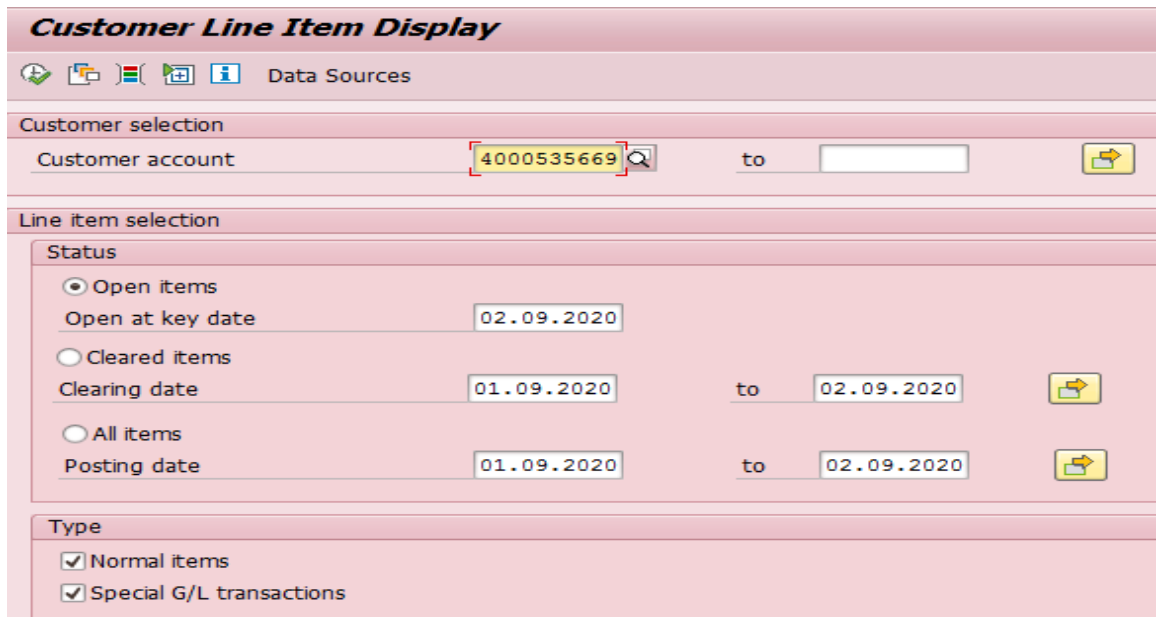 Customer Line Item Display
Data Sources
Customer selection
Customer account 4000535669 to
Line item selection
Status
Open items
Open at key date 02.09.2020
Cleared items
Clearing date 01.09.2020 to 02.09.2020
All items
Posting date 01.09.2020 to 02.09.2020
Type
Normal items
Special G/L transactions